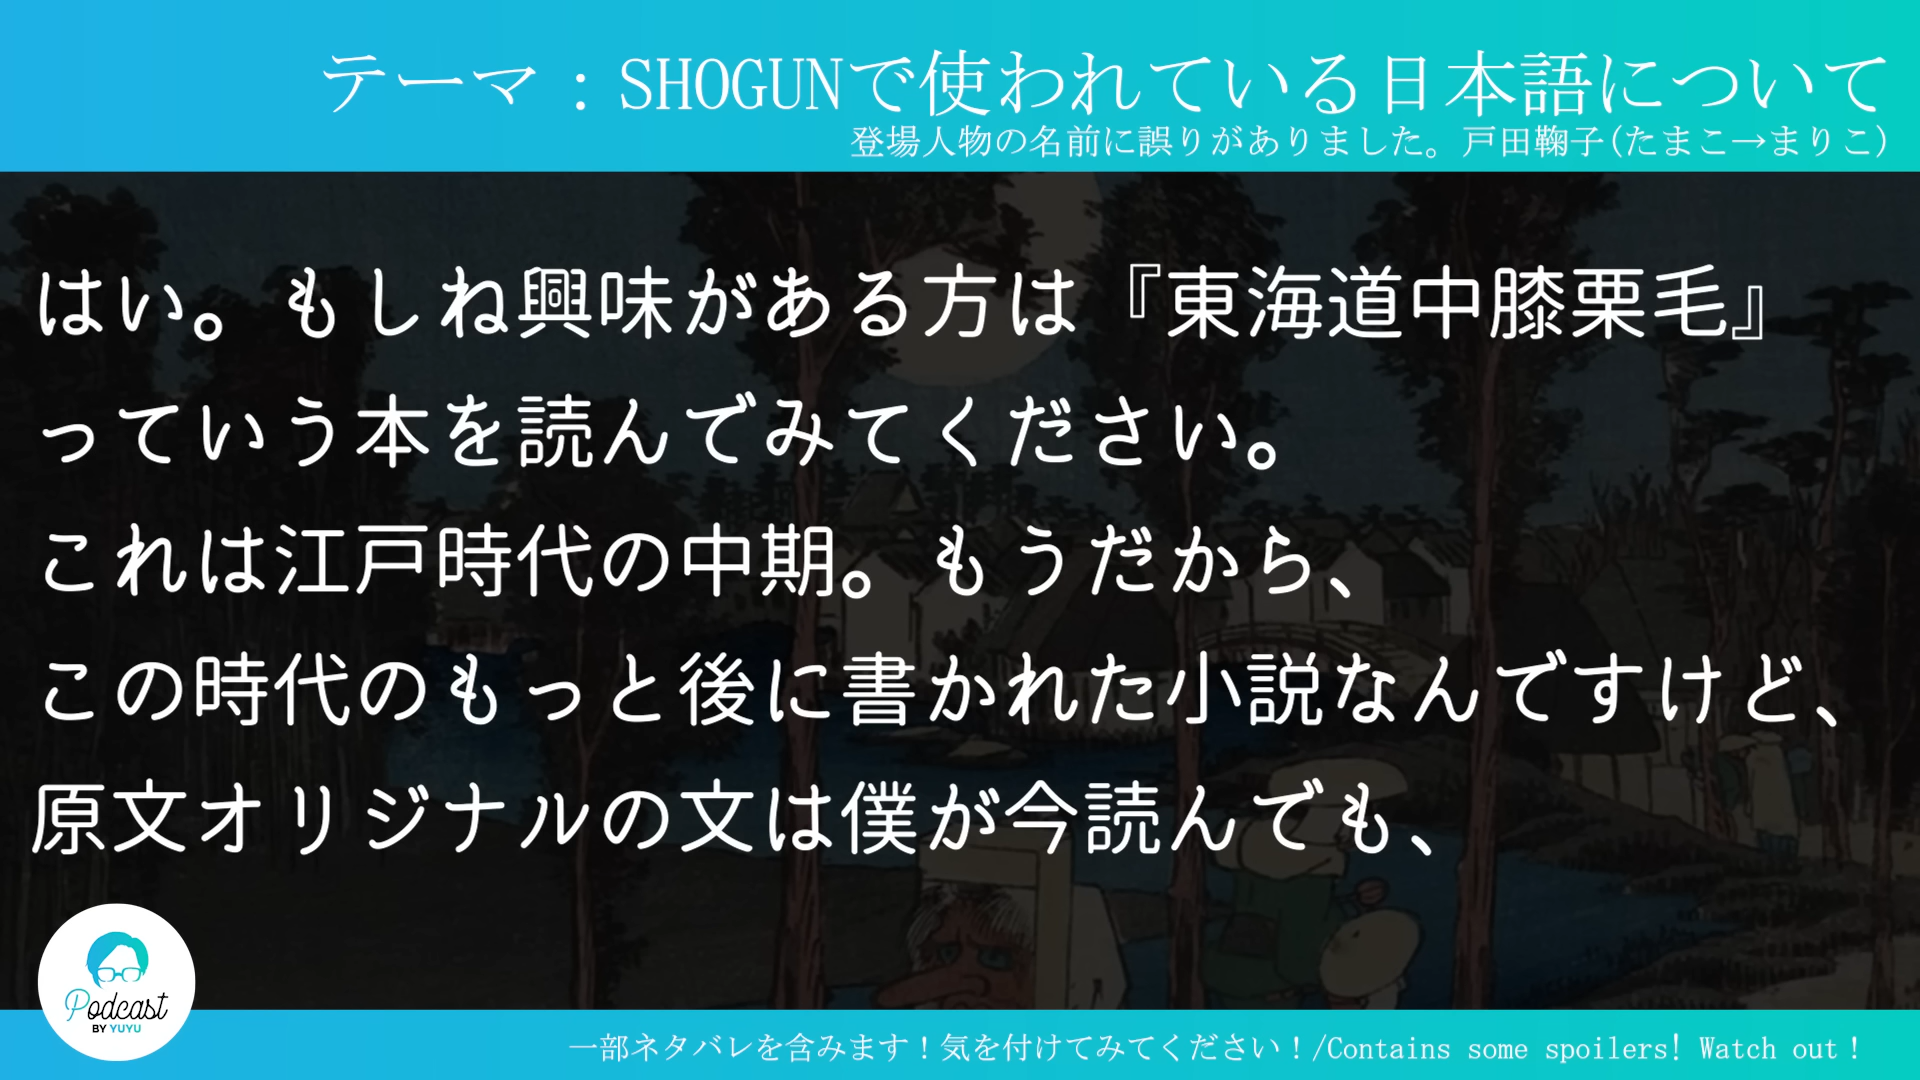 テーマ：SHOGUNで使われている日本語について
登場人物の名前に誤りがありました。戸田鞠子(たまこ→まりこ)
はい。もしね興味がある方は『東海道中膝栗毛』
っていう本を読んでみてください。
これは江戸時代の中期。もうだから、
この時代のもっと後に書かれた小説なんですけど、
原文オリジナルの文は僕が今読んでも、
Podcast
BY YUYU
一部ネタバレを含みます！気を付けてみてください！/Contains some spoilers! Watch out！